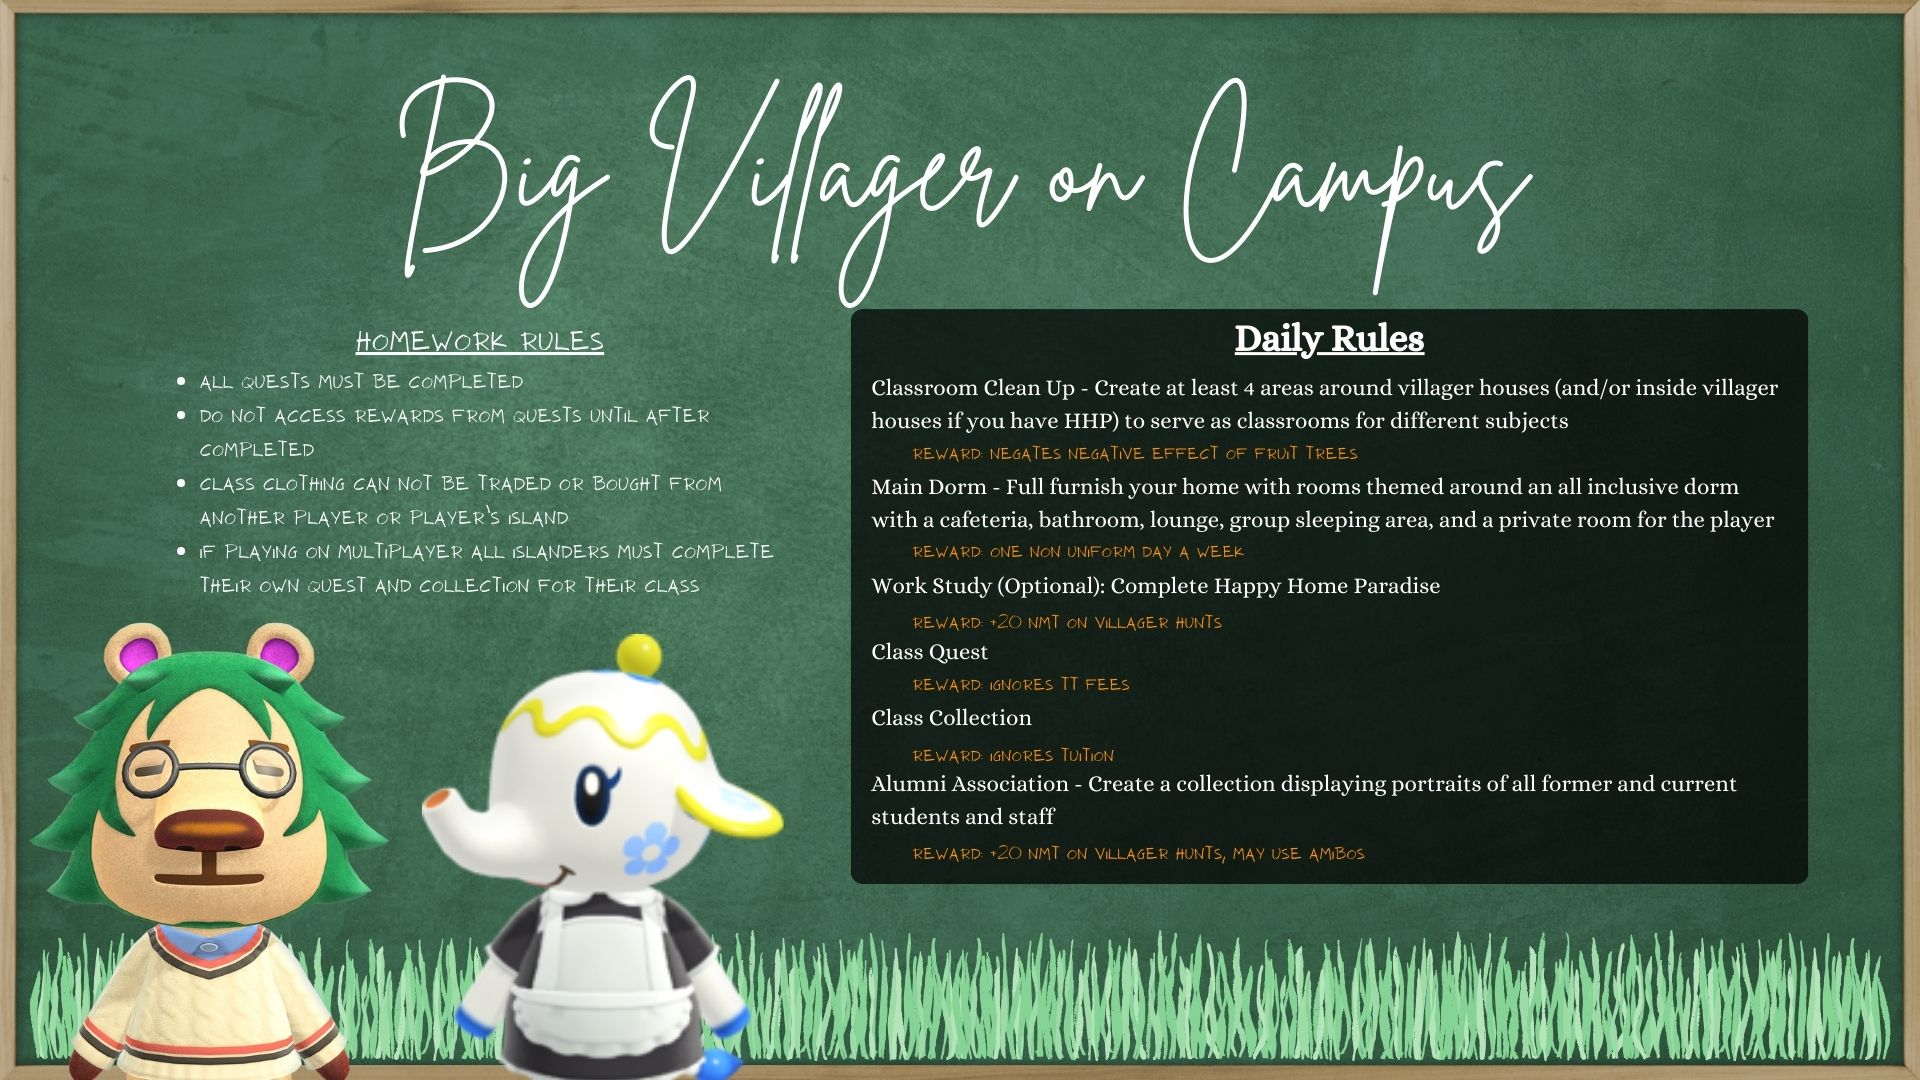 Big Villager on Campus
HOMEWORK RULES
• ALL QUESTS MUST BE COMPLETED
• DO NOT ACCESS REWARDS FROM QUESTS UNTIL AFTER
COMPLETED
• CLASS CLOTHING CAN NOT BE TRADED OR BOUGHT FROM
ANOTHER PLAYER OR PLAYER'S ISLAND
• IF PLAYING ON MULTIPLAYER ALL ISLANDERS MUST COMPLETE
THEIR OWN QUEST AND COLLECTION FOR THEIR CLASS
Daily Rules
Classroom Clean Up - Create at least 4 areas around villager houses (and/or inside villager
houses if you have HHP) to serve as classrooms for different subjects
REWARD: NEGATES NEGATIVE EFFECT OF FRUIT TREES
Main Dorm - Full furnish your home with rooms themed around an all inclusive dorm
with a cafeteria, bathroom, lounge, group sleeping area, and a private room for the player
REWARD: ONE NON UNIFORM DAY A WEEK
Work Study (Optional): Complete Happy Home Paradise
REWARD: +20 NMT ON VILLAGER HUNTS
Class Quest
REWARD: IGNORES TT FEES
Class Collection
REWARD: IGNORES TUITION
Alumni Association - Create a collection displaying portraits of all former and current
students and staff
REWARD: +20 NMT ON VILLAGER HUNTS, MAY USE AMIBOS